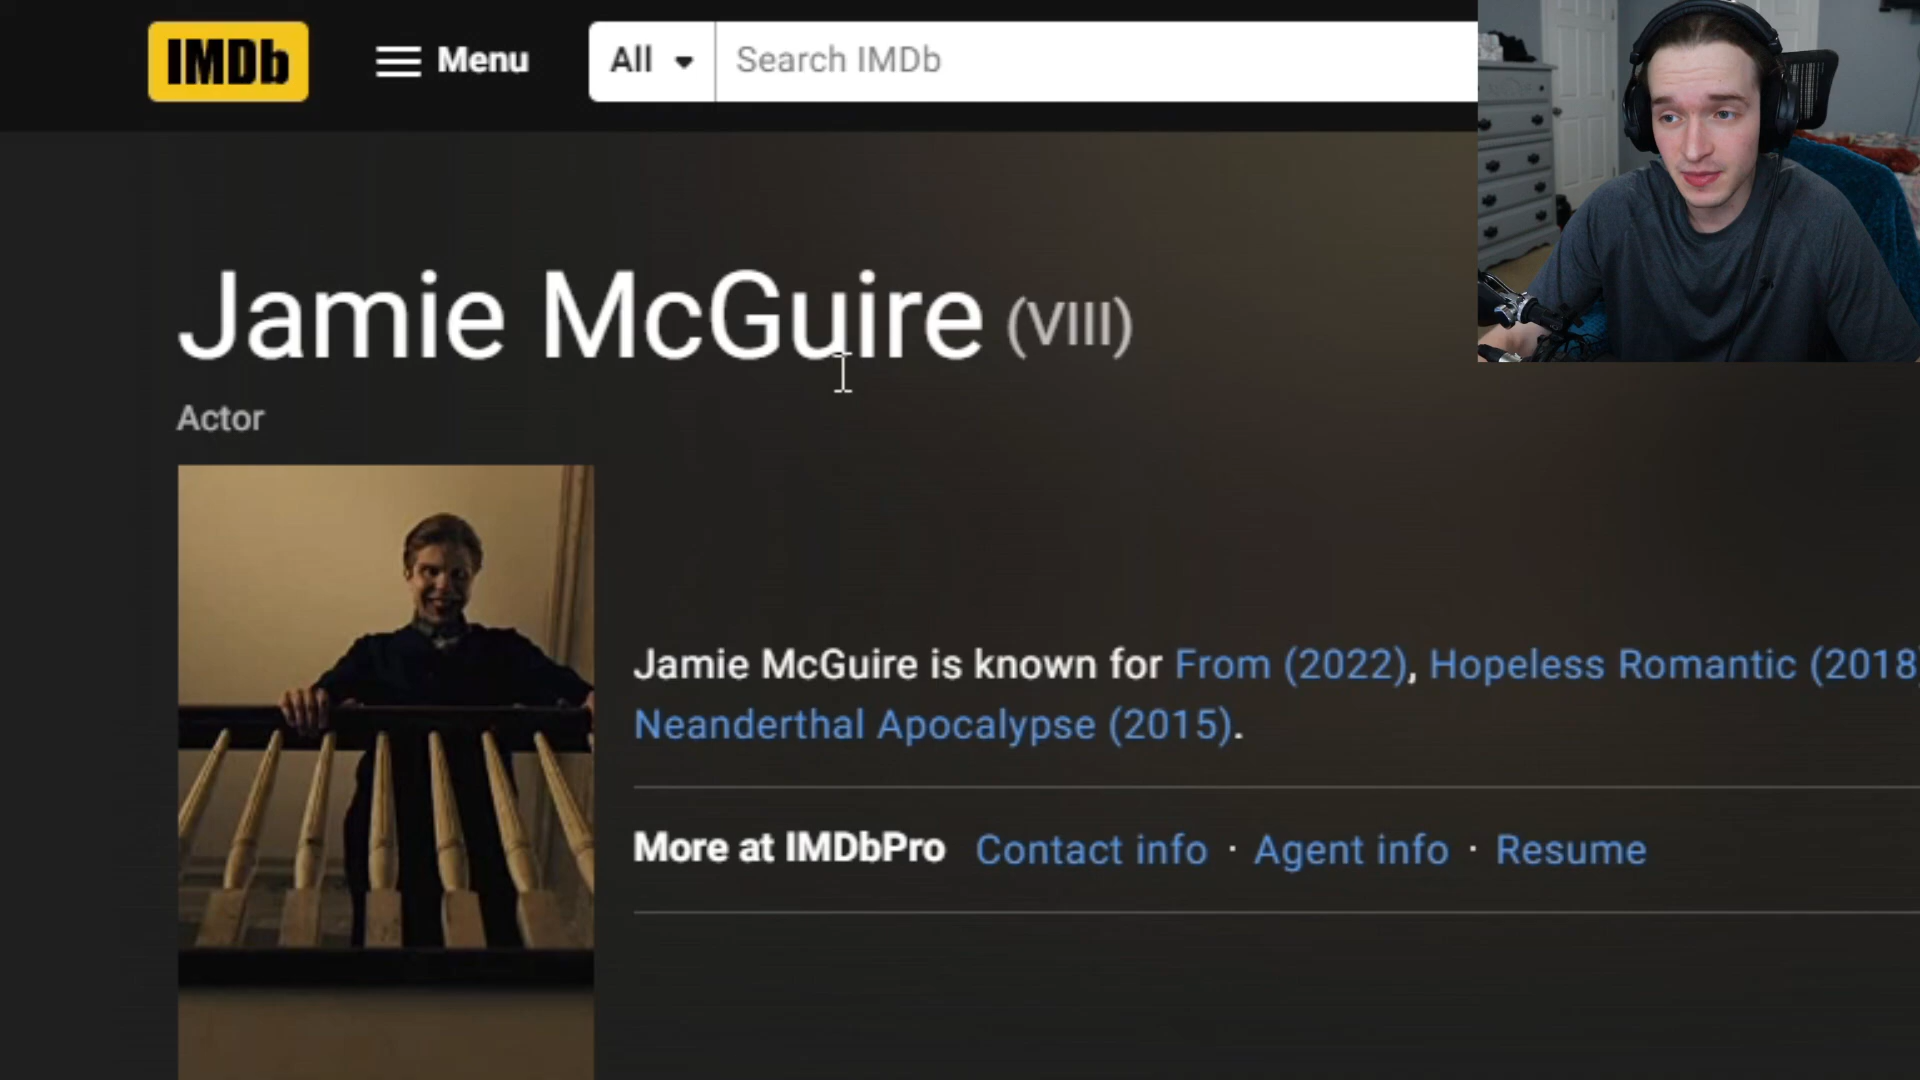 IMDb
Menu
All
Search IMDb
Jamie McGuire (VIII)
Actor
Jamie McGuire is known for From (2022), Hopeless Romantic (2018)
Neanderthal Apocalypse (2015).
More at IMDbPro Contact info · Agent info · Resume